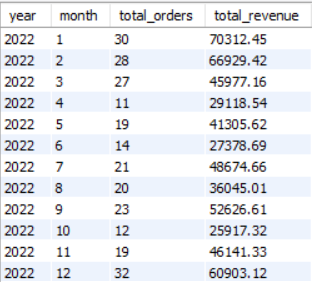 year month total_orders total_revenue
2022 1 30 70312.45
2022 2 28 66929.42
2022 3 27 45977.16
2022 4 11 29118.54
2022 5 19 41305.62
2022 6 14 27378.69
2022 7 21 48674.66
2022 8 20 36045.01
2022 9 23 52626.61
2022 10 12 25917.32
2022 11 19 46141.33
2022 12 32 60903.12